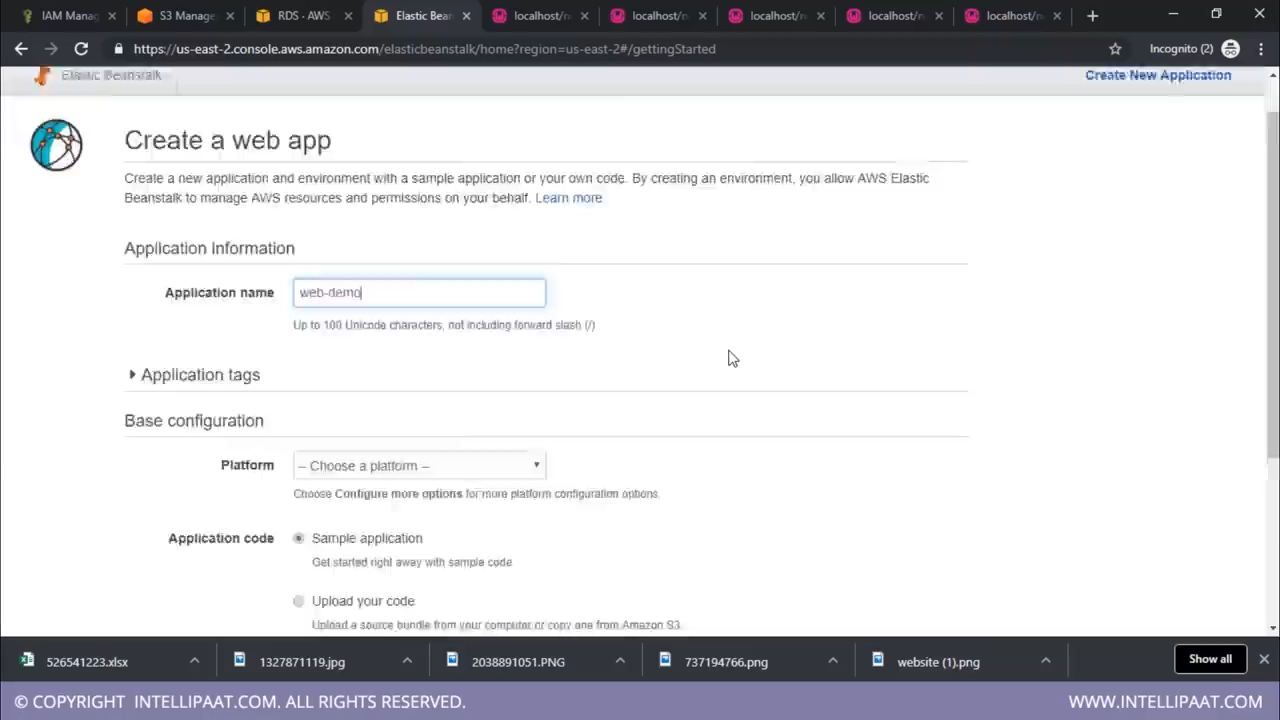 IAM Manag
S3 Manage
RDS - AWS
Elastic Bean
localhost/ne
localhost/ne
localhost/ne
localhost/ne
localhost/ne
https://us-east-2.console.aws.amazon.com/elasticbeanstalk/home?region=us-east-2#/gettingStarted
Incognito (2)
Elastic Beanstalk
Create New Application
Create a web app
Create a new application and environment with a sample application or your own code. By creating an environment, you allow AWS Elastic
Beanstalk to manage AWS resources and permissions on your behalf. Learn more
Application Information
Application name
web-demo
Up to 100 Unicode characters, not including forward slash (/)
Application tags
Base configuration
Platform
-- Choose a platform --
Choose Configure more options for more platform configuration options.
Application code
Sample application
Get started right away with sample code.
Upload your code
Upload a source bundle from your computer or copy one from Amazon S3.
526541223.xlsx
1327871119.jpg
2038891051.PNG
737194766.png
website (1).png
Show all
© COPYRIGHT INTELLIPAAT.COM. ALL RIGHTS RESERVED.
WWW.INTELLIPAAT.COM